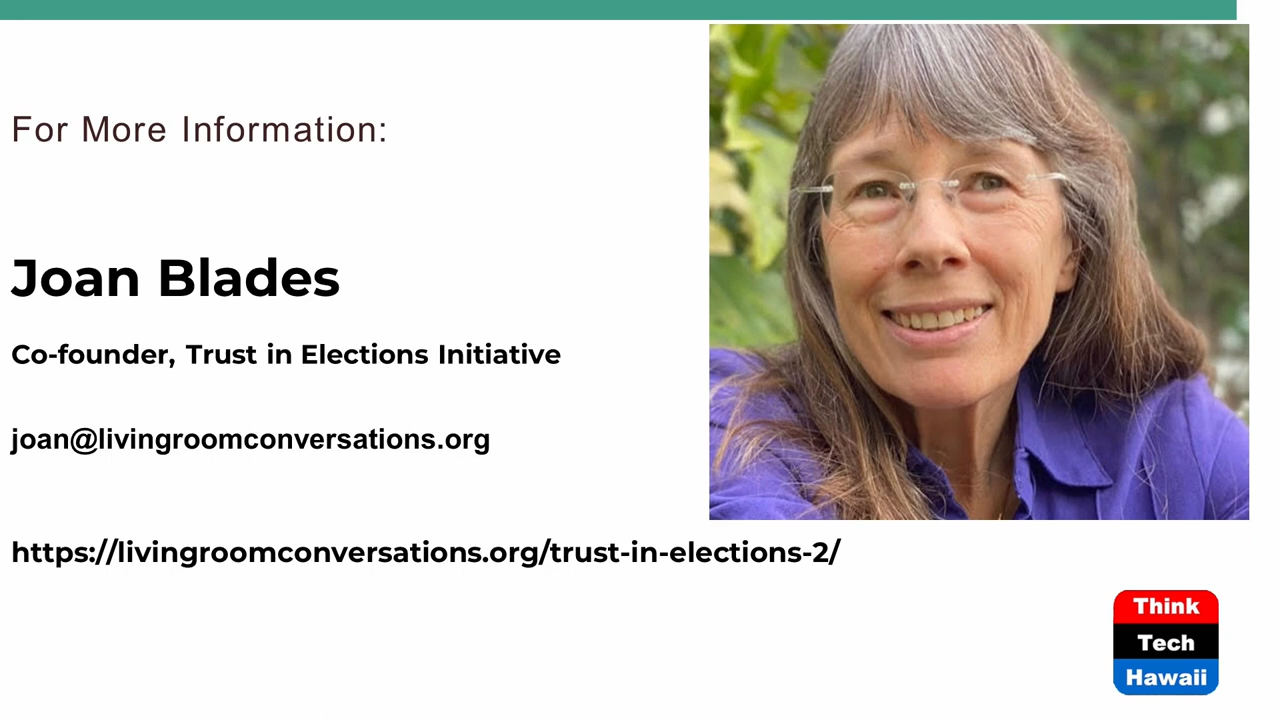 For More Information:
Joan Blades
Co-founder, Trust in Elections Initiative
joan@livingroomconversations.org
https://livingroomconversations.org/trust-in-elections-2/
Think
Tech
Hawaii